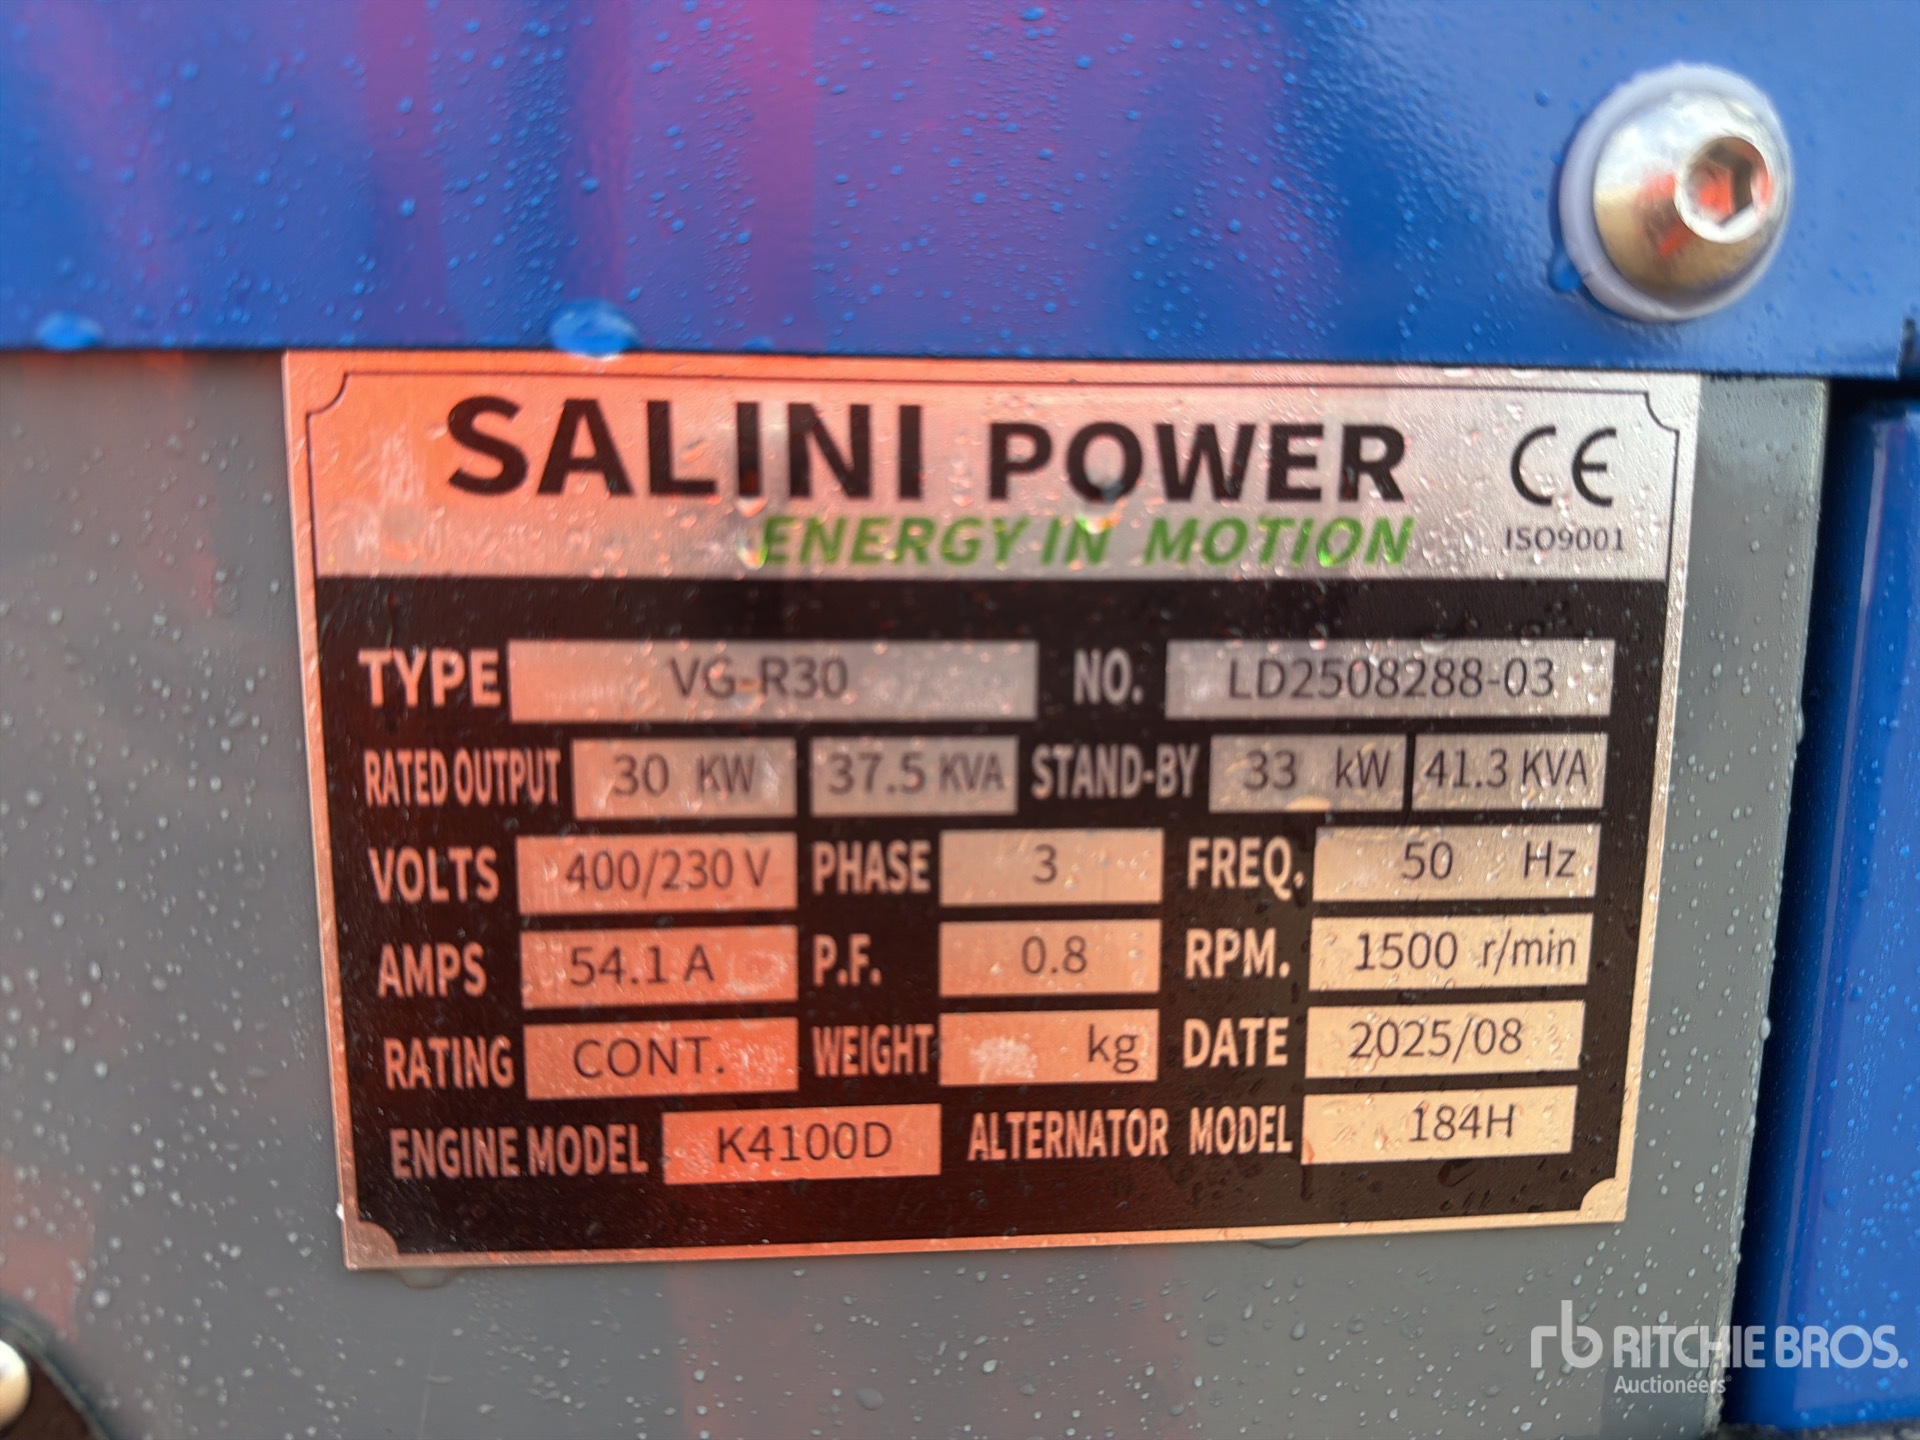 SALINI POWER CE
ENERGY IN MOTION ISO9001
TYPE VG-R30 NO. LD2508288-03
RATED OUTPUT 30 KW 37.5 KVA STAND-BY 33 kW 41.3 KVA
VOLTS 400/230 V PHASE 3 FREQ. 50 Hz
AMPS 54.1 A P.F. 0.8 RPM. 1500 r/min
RATING CONT. WEIGHT kg DATE 2025/08
ENGINE MODEL K4100D ALTERNATOR MODEL 184H
rb RITCHIE BROS.
Auctioneers